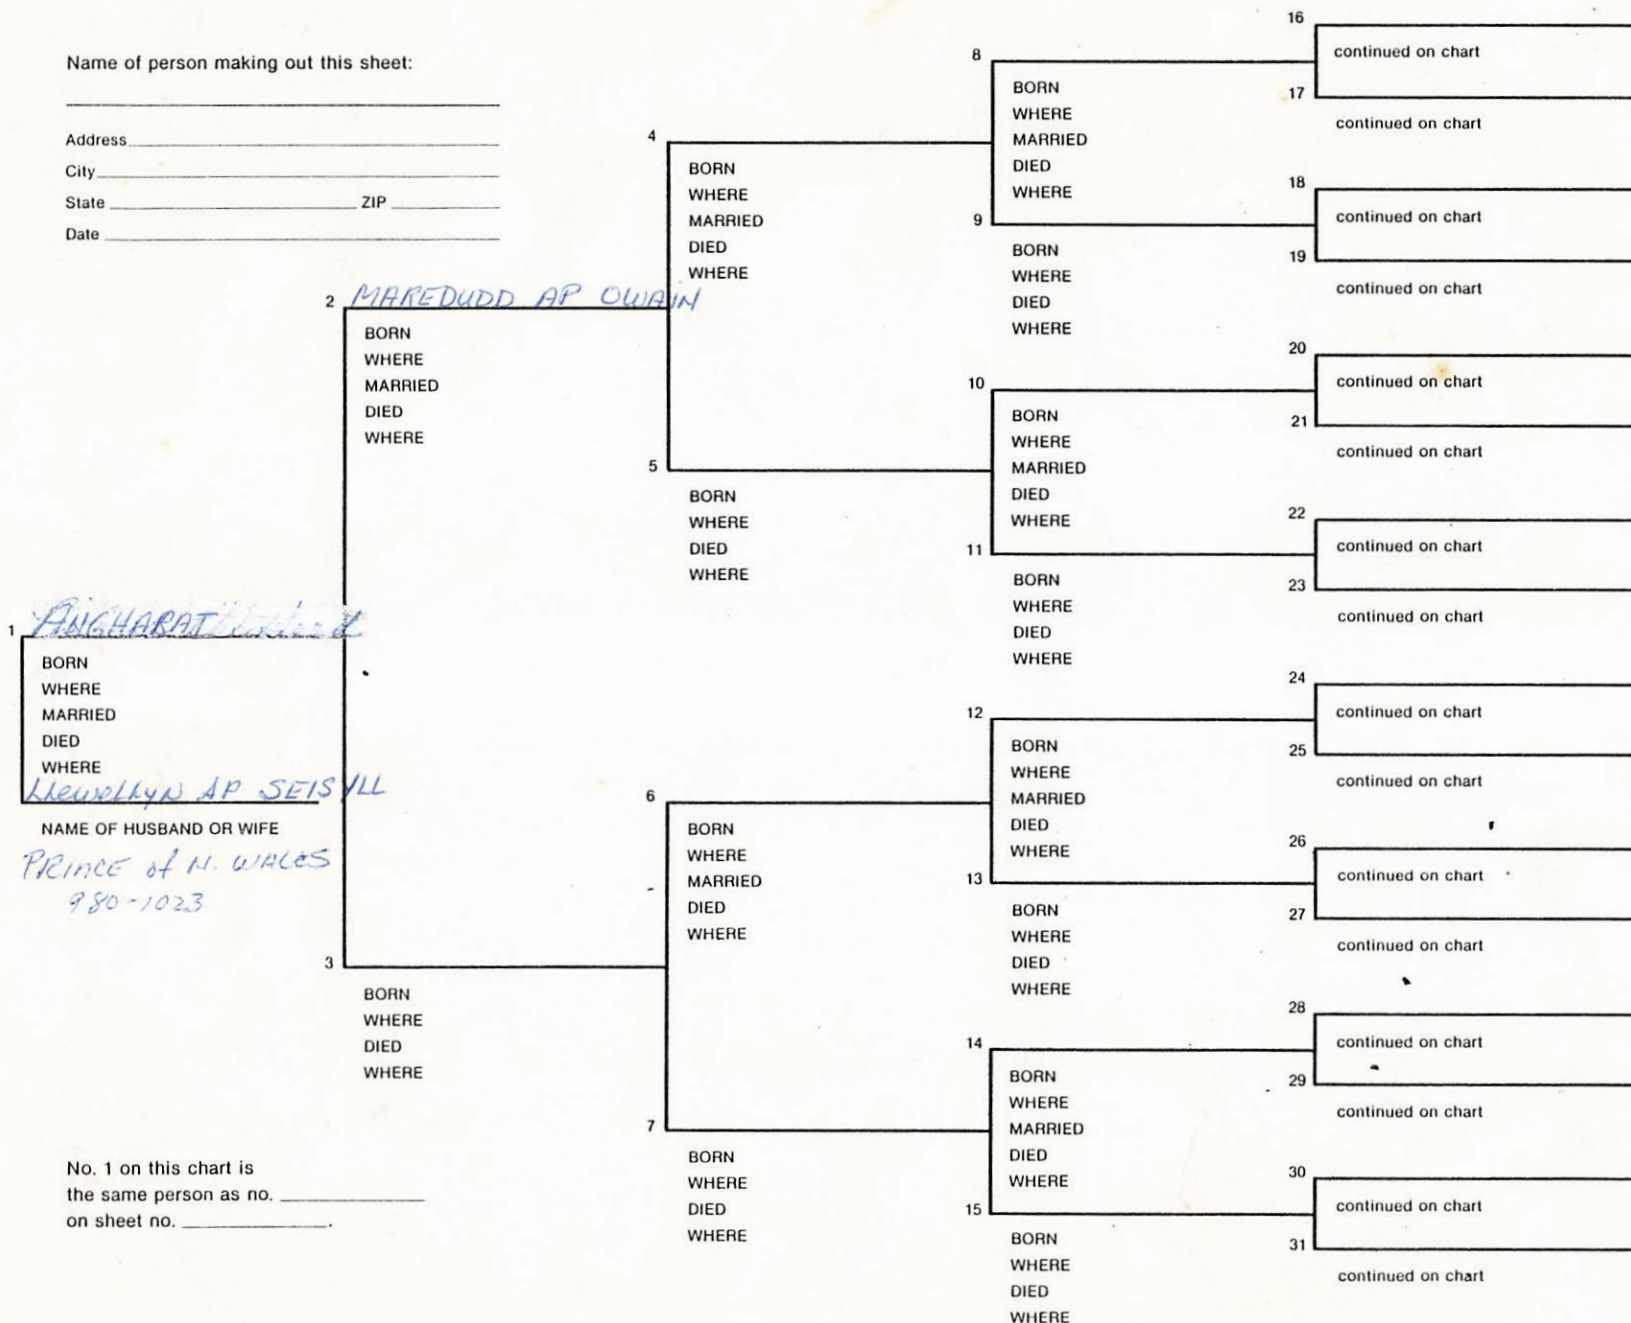 Name of person making out this sheet:
Address
City
State ZIP
Date
1 ANGHARAT
BORN
WHERE
MARRIED
DIED
WHERE
Llewellyn AP SEISYLL
NAME OF HUSBAND OR WIFE
PRINCE of N. WALES
980-1023
No. 1 on this chart is
the same person as no.
on sheet no. .
2 MAREDUDD AP OWAIN
BORN
WHERE
MARRIED
DIED
WHERE
3
BORN
WHERE
DIED
WHERE
4
BORN
WHERE
MARRIED
DIED
WHERE
5
BORN
WHERE
DIED
WHERE
6
BORN
WHERE
MARRIED
DIED
WHERE
7
BORN
WHERE
DIED
WHERE
8
BORN
WHERE
MARRIED
DIED
WHERE
9
BORN
WHERE
DIED
WHERE
10
BORN
WHERE
MARRIED
DIED
WHERE
11
BORN
WHERE
DIED
WHERE
12
BORN
WHERE
MARRIED
DIED
WHERE
13
BORN
WHERE
DIED
WHERE
14
BORN
WHERE
MARRIED
DIED
WHERE
15
BORN
WHERE
DIED
WHERE
16
continued on chart
17
continued on chart
18
continued on chart
19
continued on chart
20
continued on chart
21
continued on chart
22
continued on chart
23
continued on chart
24
continued on chart
25
continued on chart
26
continued on chart
27
continued on chart
28
continued on chart
29
continued on chart
30
continued on chart
31
continued on chart